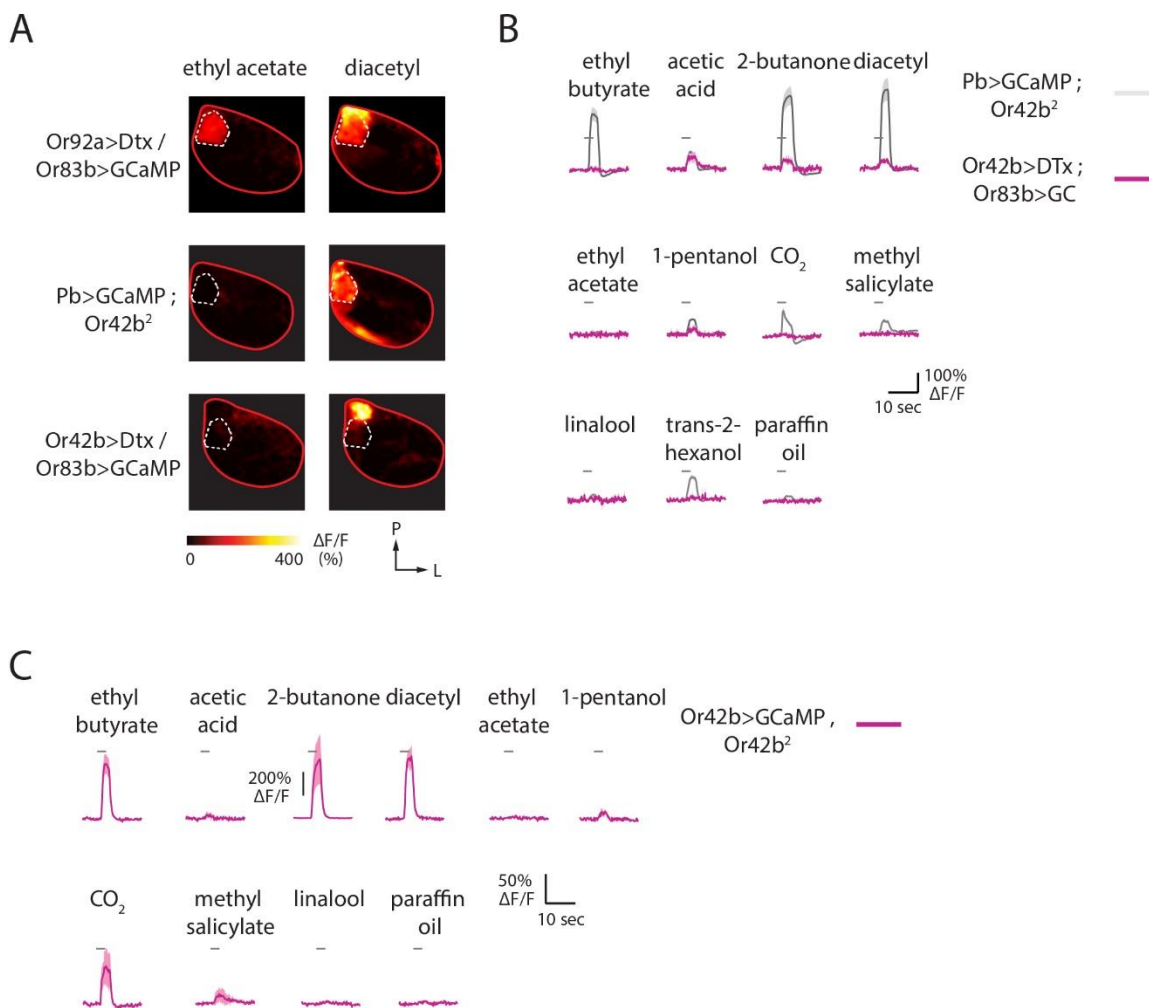 A
ethyl acetate
diacetyl
Or92a>Dtx /
Or83b>GCaMP
Pb>GCaMP ;
Or42b²
Or42b>Dtx /
Or83b>GCaMP
0
400
ΔF/F
(%)
P
L
B
ethyl
butyrate
acetic
acid
2-butanone
diacetyl
Pb>GCaMP ;
Or42b²
Or42b>DTx ;
Or83b>GC
ethyl
acetate
1-pentanol
CO₂
methyl
salicylate
100%
ΔF/F
10 sec
linalool
trans-2-
hexanol
paraffin
oil
C
ethyl
butyrate
acetic
acid
2-butanone
diacetyl
ethyl
acetate
1-pentanol
Or42b>GCaMP ,
Or42b²
200%
ΔF/F
CO₂
methyl
salicylate
linalool
paraffin
oil
50%
ΔF/F
10 sec